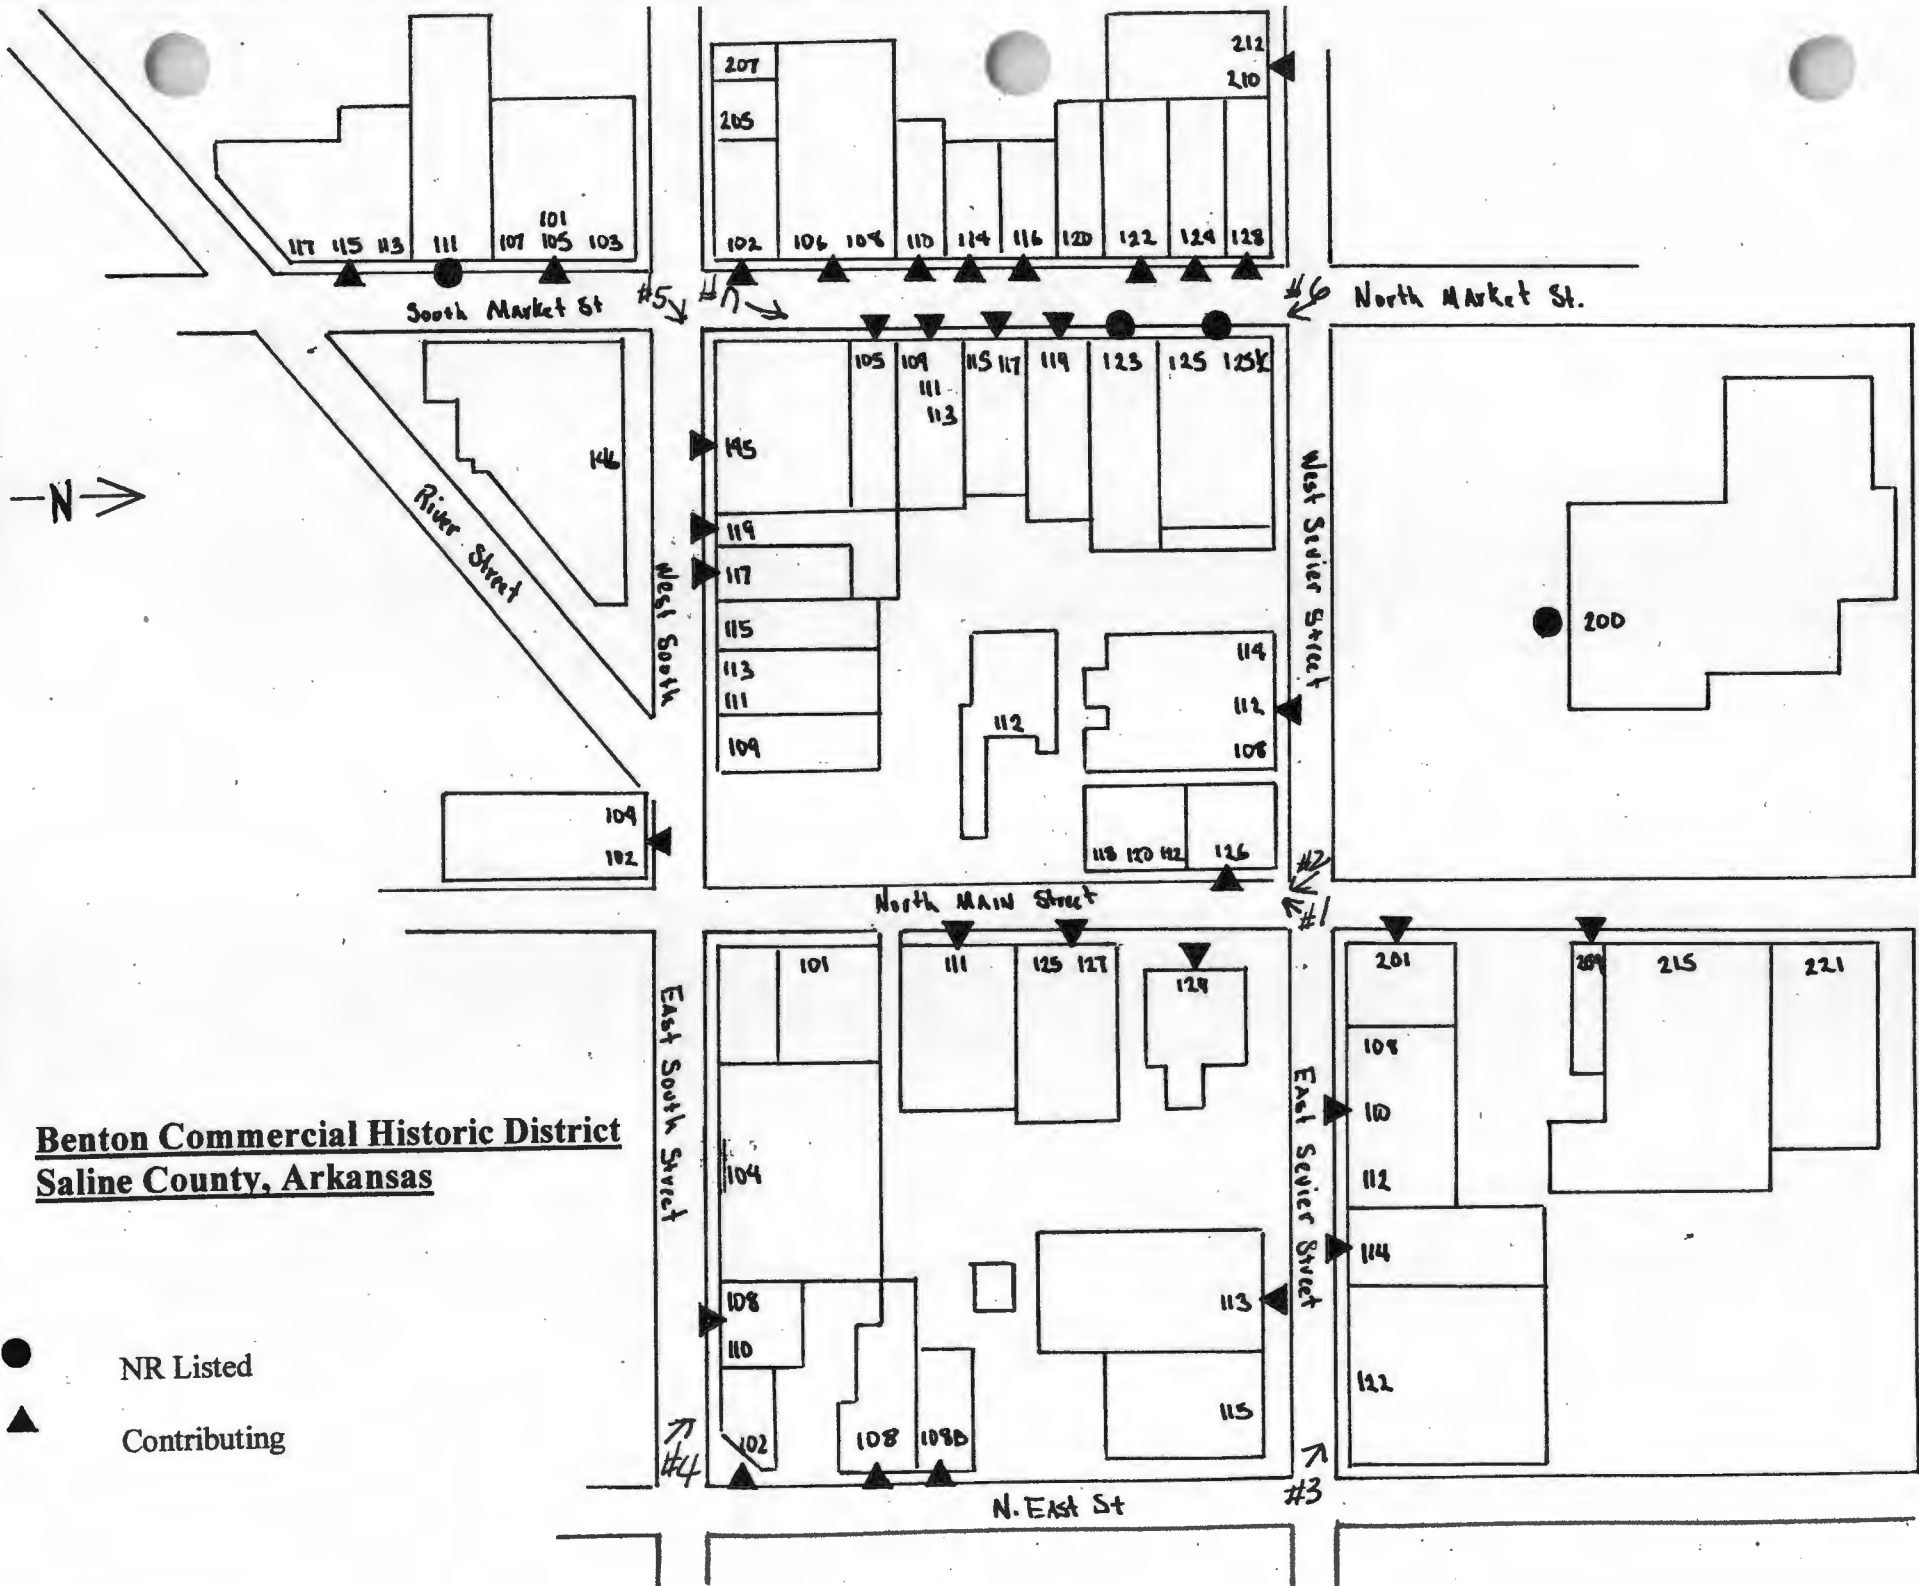 212
207
210
205
101
117 115 113 111 107 105 103 102 106 108 110 114 116 120 122 124 128
#5 #7 #6
South Market St
North Market St.
105 109 115 117 119 123 125 125½
111
113
145
146
N
River Street
West South
West Sevier Street
119
117
115
113
111
109
200
114
112
112
108
104
102
118 120 122 126
#2
North MAIN Street
#1
101 111 125 127 129
201 209 215 221
East South Street
East Sevier Street
108
110
112
104
114
Benton Commercial Historic District
Saline County, Arkansas
108
110
113
122
115
NR Listed
Contributing
102 108 108B
#4
#3
N. EAST St